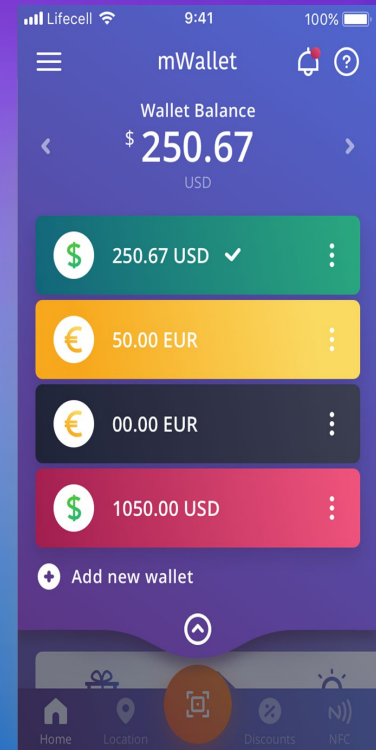 Lifecell 9:41 100%
mWallet
?
Wallet Balance
$ 250.67
USD
$ 250.67 USD
€ 50.00 EUR
€ 00.00 EUR
$ 1050.00 USD
Add new wallet
Home Location Discounts NFC